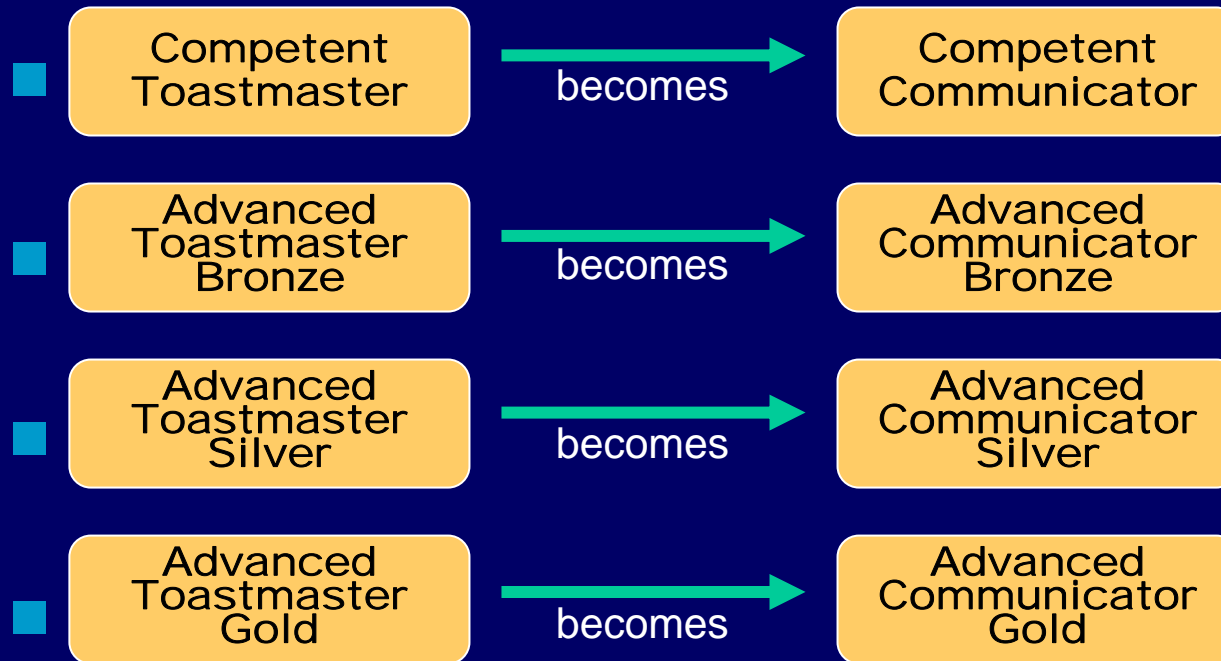 Competent
Toastmaster
becomes
Competent
Communicator
Advanced
Toastmaster
Bronze
becomes
Advanced
Communicator
Bronze
Advanced
Toastmaster
Silver
becomes
Advanced
Communicator
Silver
Advanced
Toastmaster
Gold
becomes
Advanced
Communicator
Gold